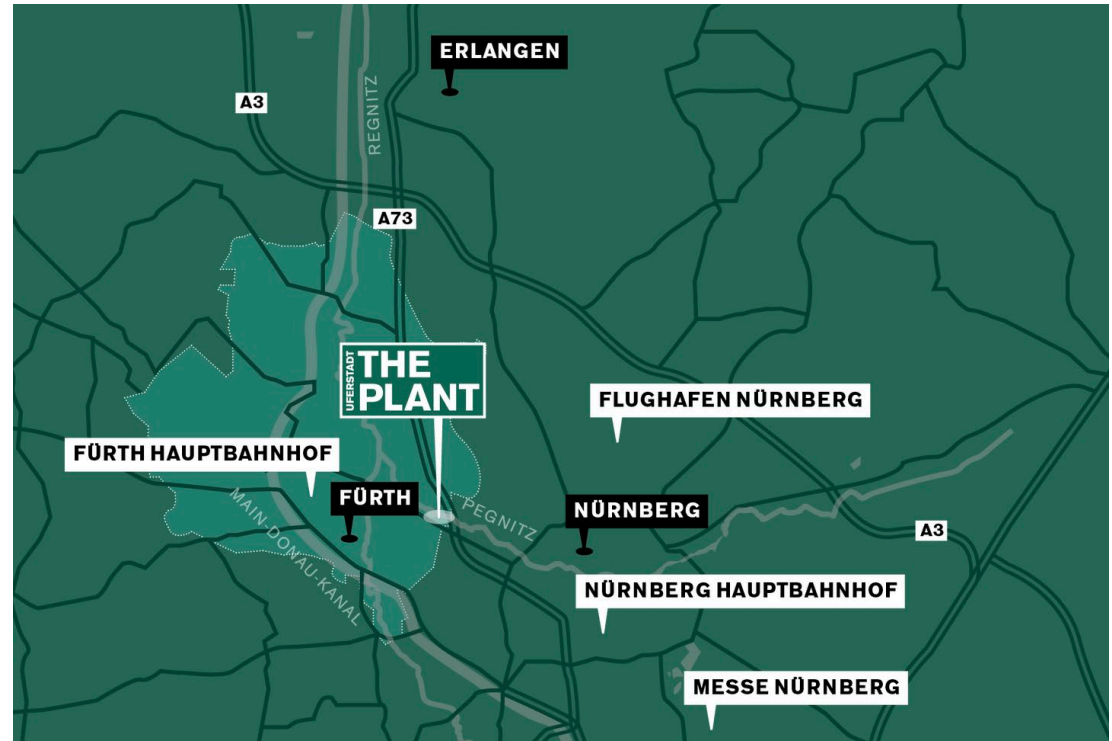 ERLANGEN
A3
REGNITZ
A73
UFERSTADT
THE
PLANT
FLUGHAFEN NÜRNBERG
FÜRTH HAUPTBAHNHOF
FÜRTH
PEGNITZ
NÜRNBERG
MAIN-DONAU-KANAL
A3
NÜRNBERG HAUPTBAHNHOF
MESSE NÜRNBERG